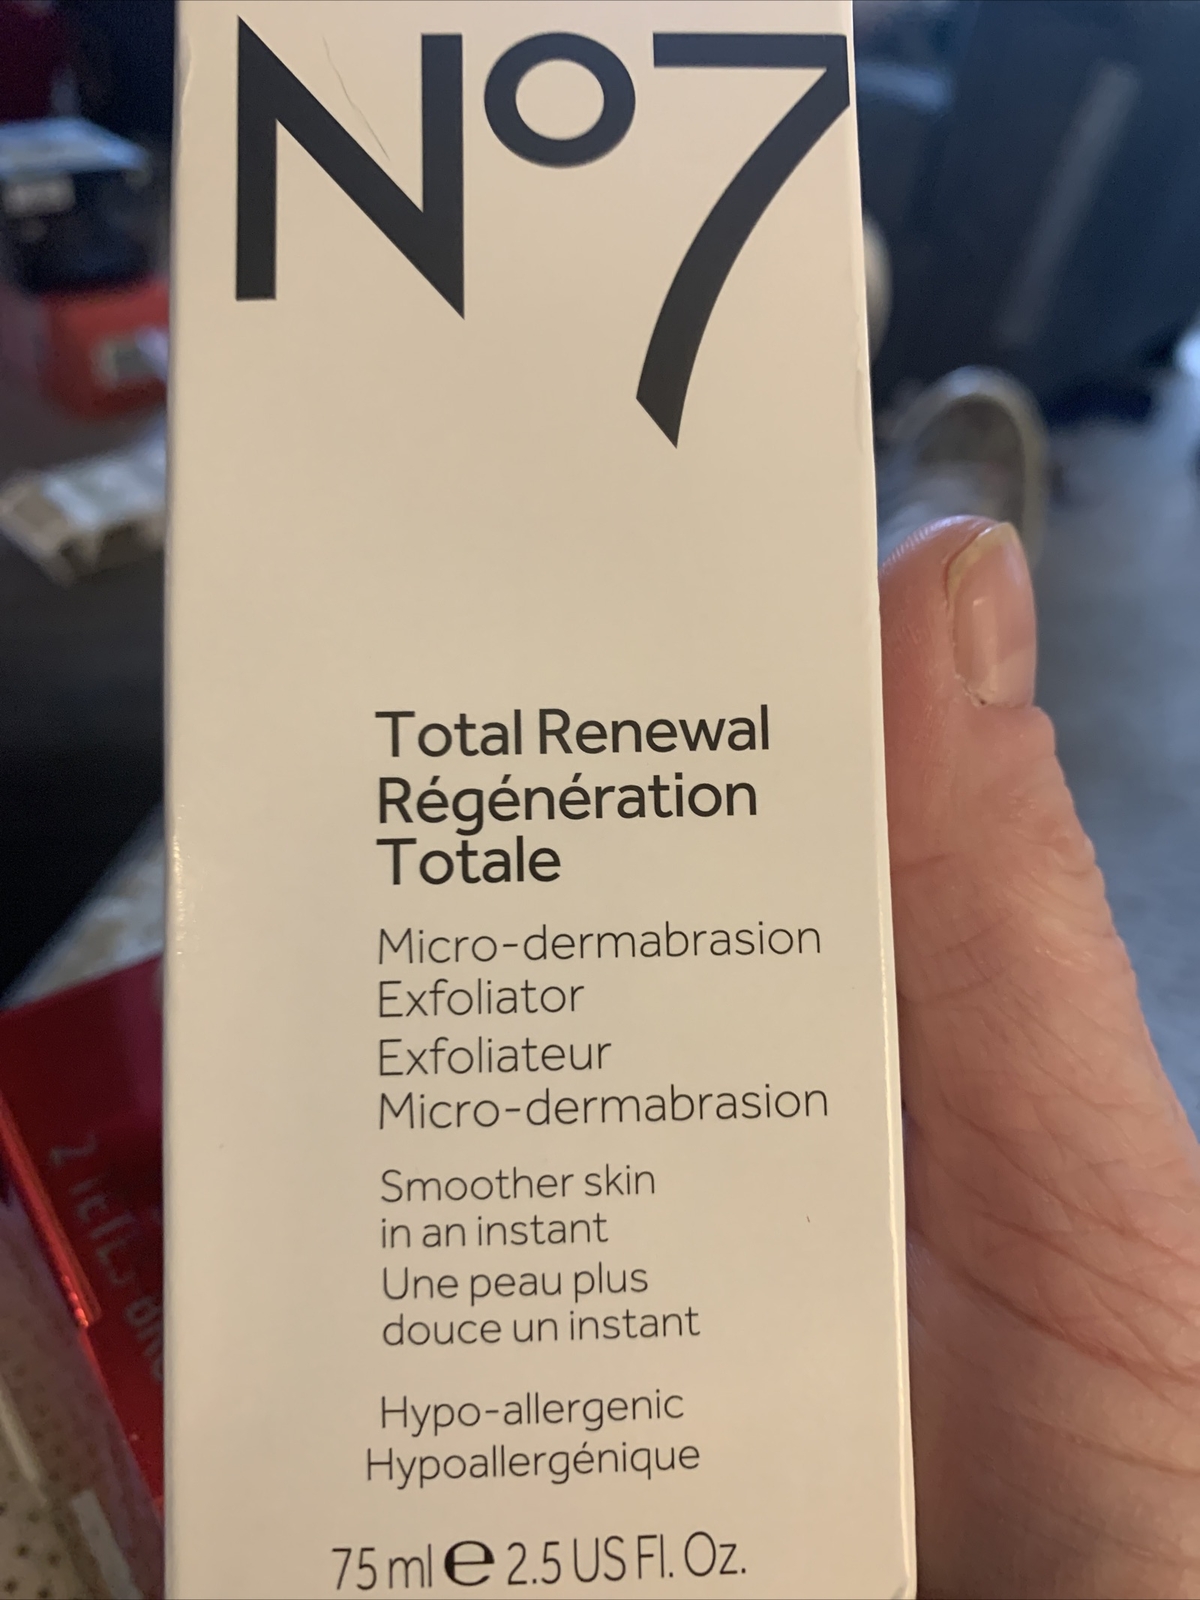 No7
Total Renewal
Régénération
Totale
Micro-dermabrasion
Exfoliator
Exfoliateur
Micro-dermabrasion
Smoother skin
in an instant
Une peau plus
douce un instant
Hypo-allergenic
Hypoallergénique
75 ml e 2.5 US Fl. Oz.